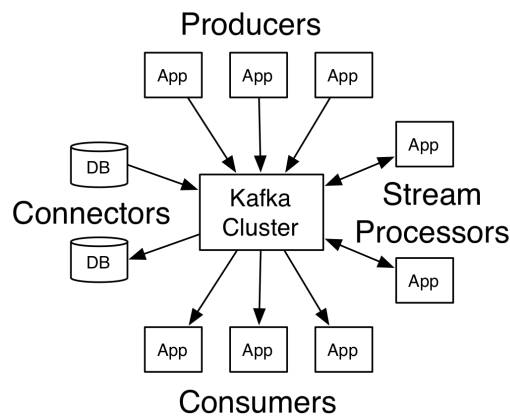 Producers
App
App
App
DB
App
Kafka
Cluster
Connectors
Stream
Processors
DB
App
App
App
App
Consumers